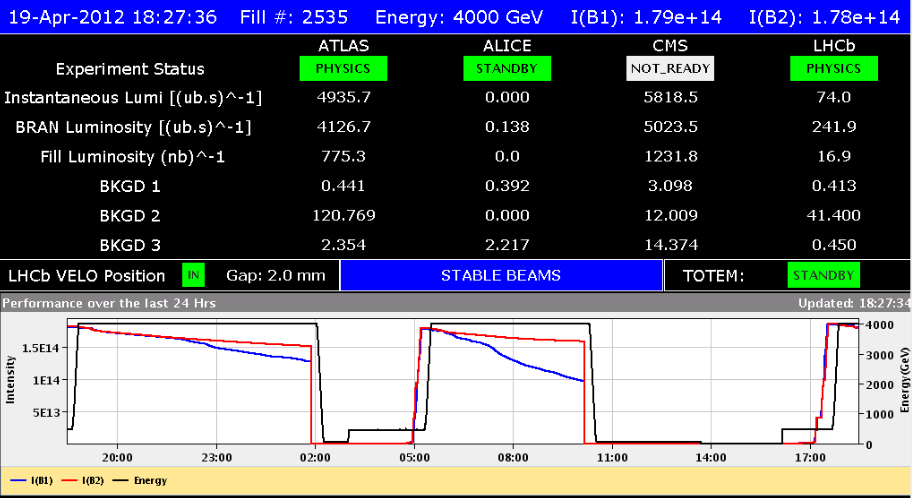 19-Apr-2012 18:27:36 Fill #: 2535 Energy: 4000 GeV I(B1): 1.79e+14 I(B2): 1.78e+14
ATLAS ALICE CMS LHCb
Experiment Status PHYSICS STANDBY NOT_READY PHYSICS
Instantaneous Lumi [(ub.s)^-1] 4935.7 0.000 5818.5 74.0
BRAN Luminosity [(ub.s)^-1] 4126.7 0.138 5023.5 241.9
Fill Luminosity (nb)^-1 775.3 0.0 1231.8 16.9
BKGD 1 0.441 0.392 3.098 0.413
BKGD 2 120.769 0.000 12.009 41.400
BKGD 3 2.354 2.217 14.374 0.450
LHCb VELO Position IN Gap: 2.0 mm STABLE BEAMS TOTEM: STANDBY
Performance over the last 24 Hrs Updated: 18:27:34
Intensity
1.5E14
1E14
5E13
4000
3000
2000
1000
0
Energy(GeV)
20:00 23:00 02:00 05:00 08:00 11:00 14:00 17:00
I(B1) I(B2) Energy